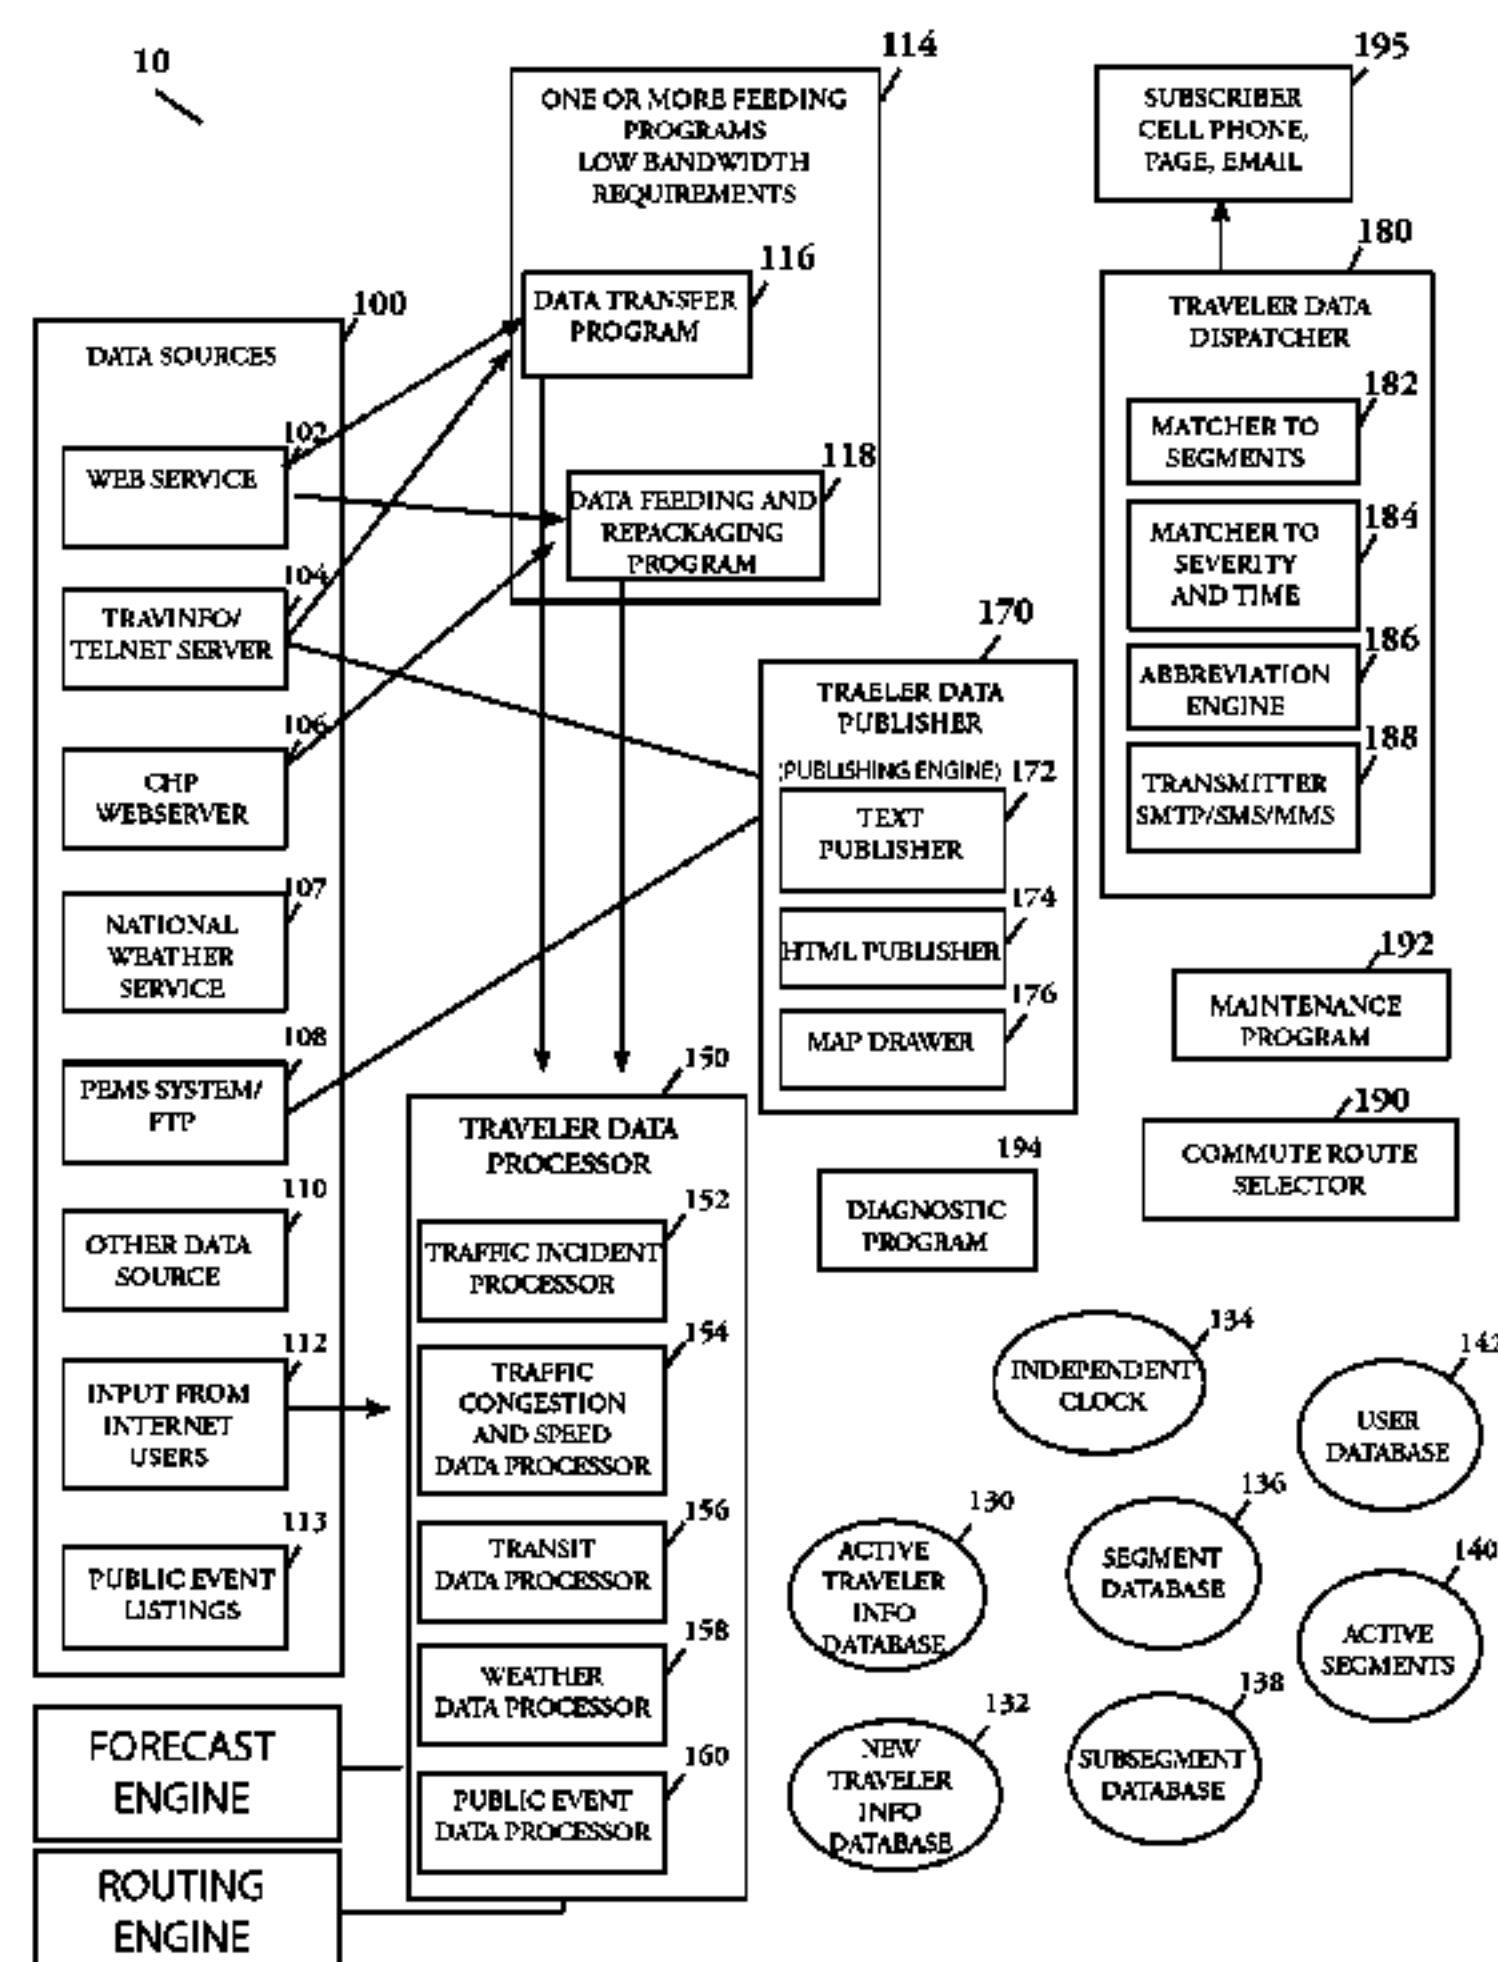 10
114
ONE OR MORE FEEDING
PROGRAMS
LOW BANDWIDTH
REQUIREMENTS
116
DATA TRANSFER
PROGRAM
118
DATA FEEDING AND
REPACKAGING
PROGRAM
195
SUBSCRIBER
CELL PHONE,
PAGE, EMAIL
180
TRAVELER DATA
DISPATCHER
182
MATCHER TO
SEGMENTS
184
MATCHER TO
SEVERITY
AND TIME
186
ABBREVIATION
ENGINE
188
TRANSMITTER
SMTP/SMS/MMS
100
DATA SOURCES
102
WEB SERVICE
104
TRAVINFO/
TELNET SERVER
106
CHP
WEBSERVER
107
NATIONAL
WEATHER
SERVICE
108
PEMS SYSTEM/
FTP
110
OTHER DATA
SOURCE
112
INPUT FROM
INTERNET
USERS
113
PUBLIC EVENT
LISTINGS
170
TRAELER DATA
PUBLISHER
(PUBLISHING ENGINE)
172
TEXT
PUBLISHER
174
HTML PUBLISHER
176
MAP DRAWER
192
MAINTENANCE
PROGRAM
190
COMMUTE ROUTE
SELECTOR
194
DIAGNOSTIC
PROGRAM
150
TRAVELER DATA
PROCESSOR
152
TRAFFIC INCIDENT
PROCESSOR
154
TRAFFIC
CONGESTION
AND SPEED
DATA PROCESSOR
156
TRANSIT
DATA PROCESSOR
158
WEATHER
DATA PROCESSOR
160
PUBLIC EVENT
DATA PROCESSOR
134
INDEPENDENT
CLOCK
142
USER
DATABASE
130
ACTIVE
TRAVELER
INFO
DATABASE
136
SEGMENT
DATABASE
140
ACTIVE
SEGMENTS
132
NEW
TRAVELER
INFO
DATABASE
138
SUBSEGMENT
DATABASE
FORECAST
ENGINE
ROUTING
ENGINE